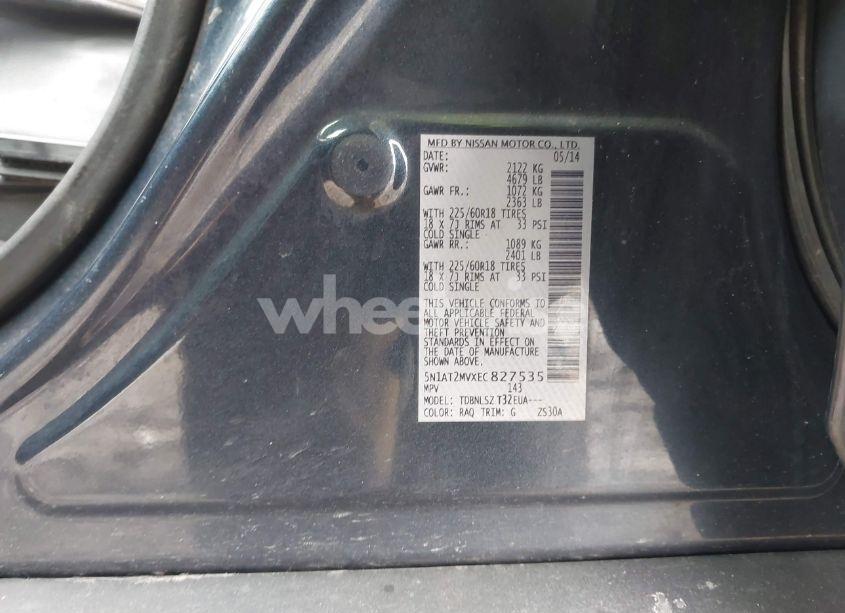 MFD BY NISSAN MOTOR CO., LTD.
DATE: 05/14
GVWR: 2122 KG
4679 LB
GAWR FR.: 1072 KG
2363 LB
WITH 225/60R18 TIRES
18 X 7J RIMS AT 33 PSI
COLD SINGLE
GAWR RR.: 1089 KG
2401 LB
WITH 225/60R18 TIRES
18 X 7J RIMS AT 33 PSI
COLD SINGLE
THIS VEHICLE CONFORMS TO
ALL APPLICABLE FEDERAL
MOTOR VEHICLE SAFETY AND
THEFT PREVENTION
STANDARDS IN EFFECT ON
THE DATE OF MANUFACTURE
SHOWN ABOVE.
5N1AT2MVXEC827535
MPV 143
MODEL: TDBNLSZ T32EUA---
COLOR: RAQ TRIM: G ZS30A